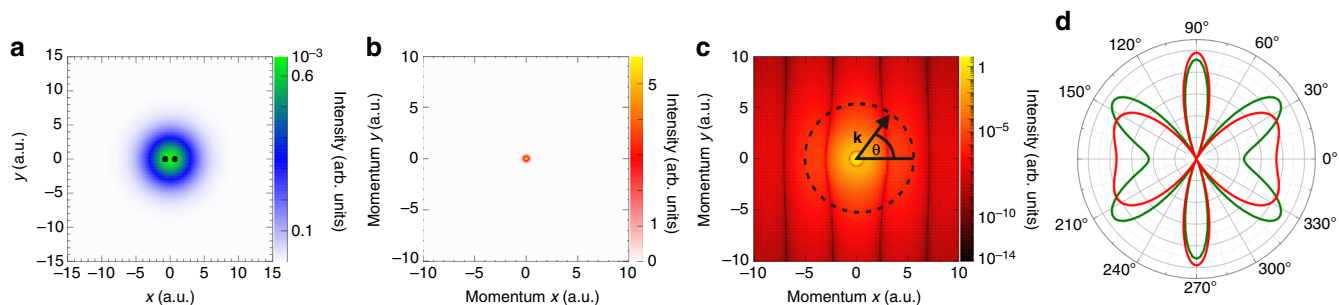 a
15
10
5
0
−5
−10
−15
−15 −10 −5 0 5 10 15
y (a.u.)
x (a.u.)
10⁻³
0.6
0.1
Intensity (arb. units)
b
10
5
0
−5
−10
−10 −5 0 5 10
Momentum y (a.u.)
Momentum x (a.u.)
5
1
0
Intensity (arb. units)
c
10
5
0
−5
−10
−10 −5 0 5 10
Momentum y (a.u.)
Momentum x (a.u.)
k
θ
1
10⁻⁵
10⁻¹⁰
10⁻¹⁴
Intensity (arb. units)
d
90°
120° 60°
150° 30°
0°
210° 330°
240° 300°
270°